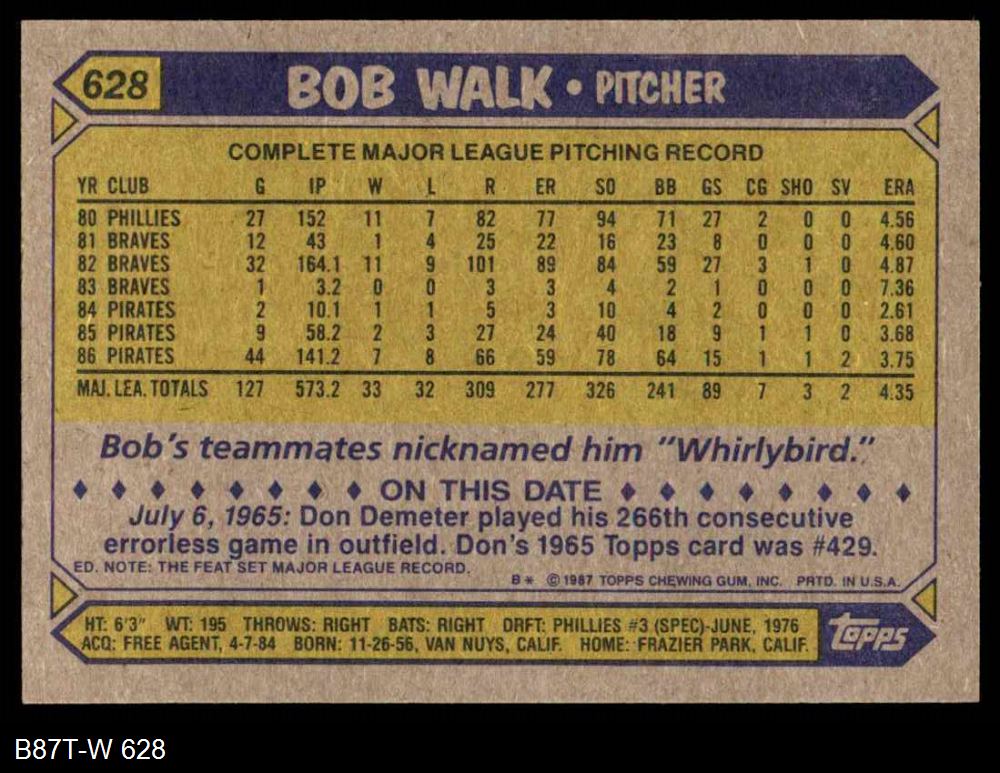 628 BOB WALK • PITCHER
COMPLETE MAJOR LEAGUE PITCHING RECORD
YR CLUB G IP W L R ER SO BB GS CG SHO SV ERA
80 PHILLIES 27 152 11 7 82 77 94 71 27 2 0 0 4.56
81 BRAVES 12 43 1 4 25 22 16 23 8 0 0 0 4.60
82 BRAVES 32 164.1 11 9 101 89 84 59 27 3 1 0 4.87
83 BRAVES 1 3.2 0 0 3 3 4 2 1 0 0 0 7.36
84 PIRATES 2 10.1 1 1 5 3 10 4 2 0 0 0 2.61
85 PIRATES 9 58.2 2 3 27 24 40 18 9 1 1 0 3.68
86 PIRATES 44 141.2 7 8 66 59 78 64 15 1 1 2 3.75
MAJ. LEA. TOTALS 127 573.2 33 32 309 277 326 241 89 7 3 2 4.35
Bob's teammates nicknamed him "Whirlybird."
♦ ♦ ♦ ♦ ♦ ♦ ♦ ♦ ON THIS DATE ♦ ♦ ♦ ♦ ♦ ♦ ♦ ♦
July 6, 1965: Don Demeter played his 266th consecutive
errorless game in outfield. Don's 1965 Topps card was #429.
ED. NOTE: THE FEAT SET MAJOR LEAGUE RECORD.
B* © 1987 TOPPS CHEWING GUM, INC. PRTD. IN U.S.A.
HT: 6'3" WT: 195 THROWS: RIGHT BATS: RIGHT DRFT: PHILLIES #3 (SPEC)-JUNE, 1976
ACQ: FREE AGENT, 4-7-84 BORN: 11-26-56, VAN NUYS, CALIF. HOME: FRAZIER PARK, CALIF.
Topps
B87T-W 628